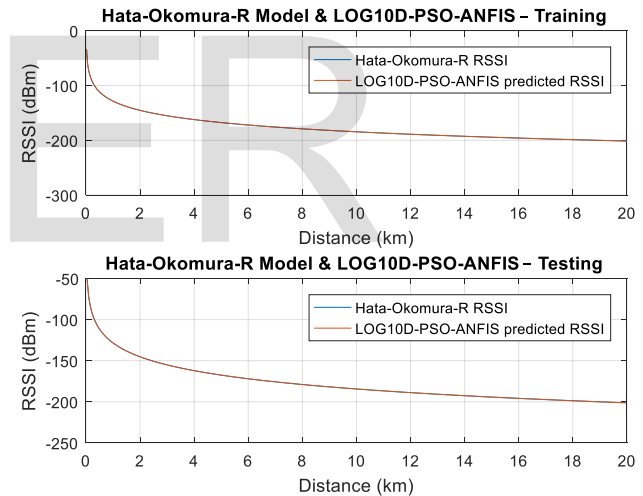 ER
Hata-Okomura-R Model & LOG10D-PSO-ANFIS – Training
0
-100
-200
-300
RSSI (dBm)
Hata-Okomura-R RSSI
LOG10D-PSO-ANFIS predicted RSSI
0 2 4 6 8 10 12 14 16 18 20
Distance (km)
Hata-Okomura-R Model & LOG10D-PSO-ANFIS – Testing
-50
-100
-150
-200
-250
RSSI (dBm)
Hata-Okomura-R RSSI
LOG10D-PSO-ANFIS predicted RSSI
0 2 4 6 8 10 12 14 16 18 20
Distance (km)